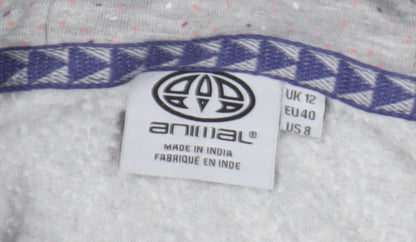 animal®
MADE IN INDIA
FABRIQUÉ EN INDE
UK 12
EU 40
US 8